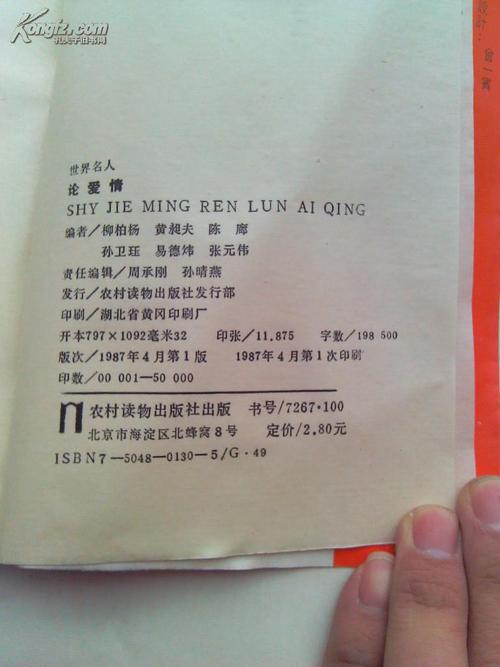 Kongfz.com
孔夫子旧书网
世界名人
论爱情
SHY JIE MING REN LUN AI QING
编者/柳柏杨 黄昶夫 陈 廊
孙卫珏 易德炜 张元伟
责任编辑/周承刚 孙晴燕
发行/农村读物出版社发行部
印刷/湖北省黄冈印刷厂
开本797×1092毫米32 印张/11.875 字数/198 500
版次/1987年4月第1版 1987年4月第1次印刷
印数/00 001—50 000
农村读物出版社出版 书号/7267·100
北京市海淀区北蜂窝8号 定价/2.80元
ISBN7—5048—0130—5/G·49